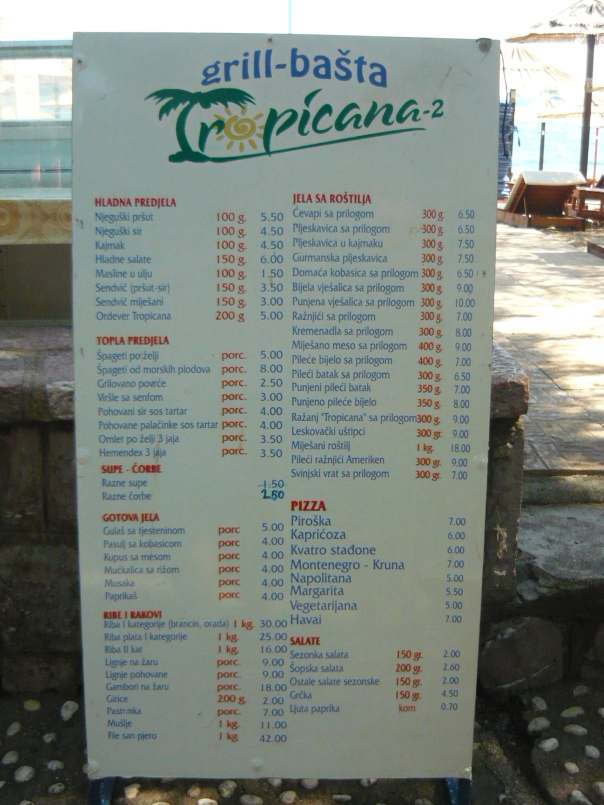 grill-bašta
Tropicana-2
HLADNA PREDJELA
Njeguški pršut 100 g. 5.50
Njeguški sir 100 g. 4.50
Kajmak 100 g. 4.50
Hladne salate 150 g. 6.00
Masline u ulju 100 g. 1.50
Sendvič (pršut-sir) 150 g. 3.50
Sendvič miješani 150 g. 3.00
Ordever Tropicana 200 g 5.00
TOPLA PREDJELA
Špageti po želji porc. 5.00
Špageti od morskih plodova porc. 8.00
Grilovano povrće porc. 2.50
Viršle sa senfom porc. 3.00
Pohovani sir sos tartar porc. 4.00
Pohovane palačinke sos tartar porc. 4.00
Omlet po želji 3 jaja porc. 3.50
Hemendex 3 jaja porc. 3.50
SUPE - ČORBE
Razne supe 1.50
Razne čorbe 2.50
GOTOVA JELA
Gulaš sa tjesteninom porc 5.00
Pasulj sa kobasicom porc 4.00
Kupus sa mesom porc 4.00
Mućkalica sa rižom porc 4.00
Musaka porc 4.00
Paprikaš porc 4.00
RIBE I RAKOVI
Riba I kategorije (brancin, orada) 1 kg. 30.00
Riba plava I kategorije 1 kg. 25.00
Riba II kat 1 kg. 16.00
Lignje na žaru porc. 9.00
Lignje pohovane porc. 9.00
Gambori na žaru porc. 18.00
Girice 200 g. 2.00
Pastrmka porc. 7.00
Mušlje 1 kg 11.00
File san pjero 1 kg. 42.00
JELA SA ROŠTILJA
Ćevapi sa prilogom 300 g. 6.50
Pljeskavica sa prilogom 300 g. 6.50
Pljeskavica u kajmaku 300 g. 7.50
Gurmanska pljeskavica 300 g. 7.50
Domaća kobasica sa prilogom 300 g. 6.50
Bijela vješalica sa prilogom 300 g. 9.00
Punjena vješalica sa prilogom 300 g. 10.00
Ražnjići sa prilogom 300 g. 7.00
Kremenadla sa prilogom 300 g. 8.00
Miješano meso sa prilogom 400 g. 9.00
Pileće bijelo sa prilogom 400 g. 7.00
Pileći batak sa prilogom 300 g. 6.50
Punjeni pileći batak 350 g. 7.00
Punjeno pileće bijelo 350 g. 8.00
Ražanj "Tropicana" sa prilogom 300 g. 9.00
Leskovački uštipci 300 gr. 9.00
Miješani roštilj 1 kg. 18.00
Pileći ražnjići Ameriken 300 gr. 9.00
Svinjski vrat sa prilogom 300 gr. 7.00
PIZZA
Piroška 7.00
Kaprićoza 6.00
Kvatro stađone 6.00
Montenegro - Kruna 7.00
Napolitana 5.00
Margarita 5.50
Vegetarijana 5.00
Havai 7.00
SALATE
Sezonka salata 150 gr. 2.00
Šopska salata 200 gr. 2.60
Ostale salate sezonske 150 gr. 2.00
Grčka 150 gr. 4.50
Ljuta paprika kom 0.70